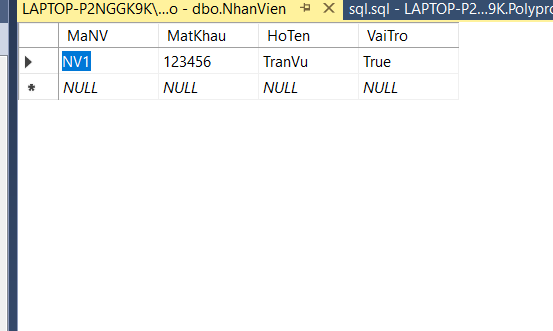 LAPTOP-P2NGGK9K\...o - dbo.NhanVien sql.sql - LAPTOP-P2...9K.Polypro
MaNV MatKhau HoTen VaiTro
NV1 123456 TranVu True
* NULL NULL NULL NULL